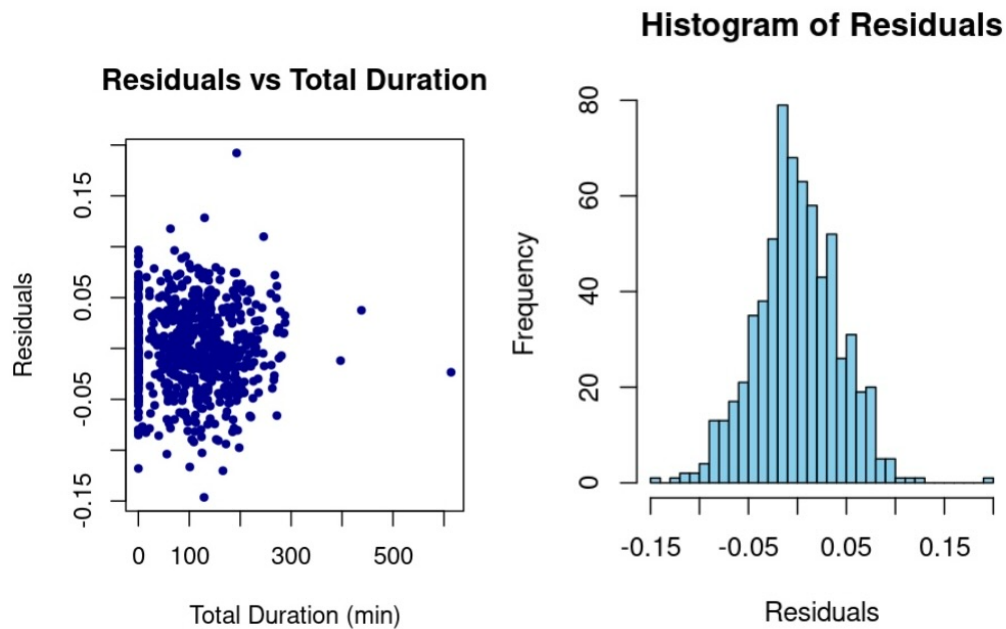 Residuals vs Total Duration
Residuals
0.15
0.05
-0.05
-0.15
0
100
300
500
Total Duration (min)
Histogram of Residuals
Frequency
80
60
40
20
0
-0.15
-0.05
0.05
0.15
Residuals